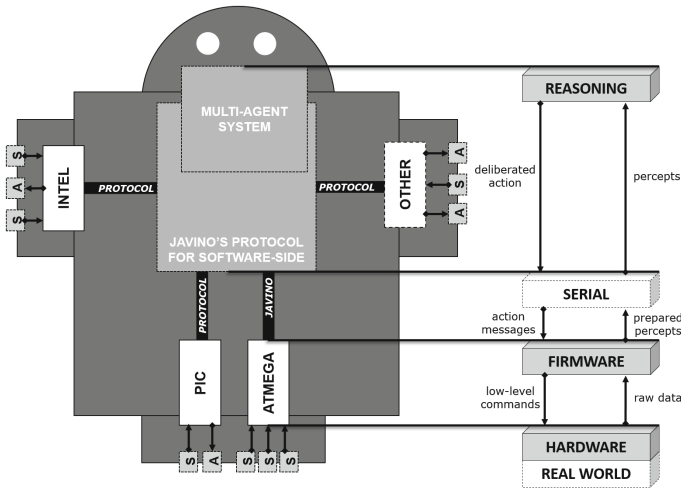 MULTI-AGENT
SYSTEM
JAVINO'S PROTOCOL
FOR SOFTWARE-SIDE
S
A
S
INTEL
PROTOCOL
PROTOCOL
OTHER
A
S
A
PROTOCOL
JAVINO
PIC
ATMEGA
S
A
S
S
S
REASONING
deliberated
action
percepts
SERIAL
action
messages
prepared
percepts
FIRMWARE
low-level
commands
raw data
HARDWARE
REAL WORLD